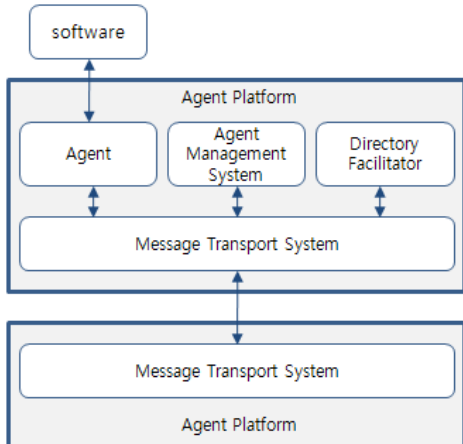 software
Agent Platform
Agent
Agent
Management
System
Directory
Facilitator
Message Transport System
Message Transport System
Agent Platform